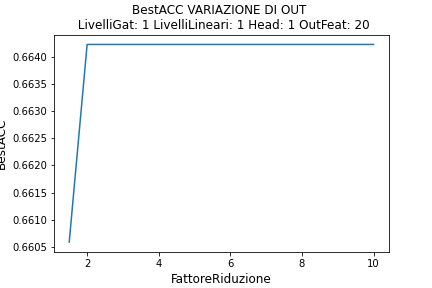 BestACC VARIAZIONE DI OUT
LivelliGat: 1 LivelliLineari: 1 Head: 1 OutFeat: 20
0.6640
0.6635
0.6630
0.6625
0.6620
0.6615
0.6610
0.6605
BestACC
2 4 6 8 10
FattoreRiduzione